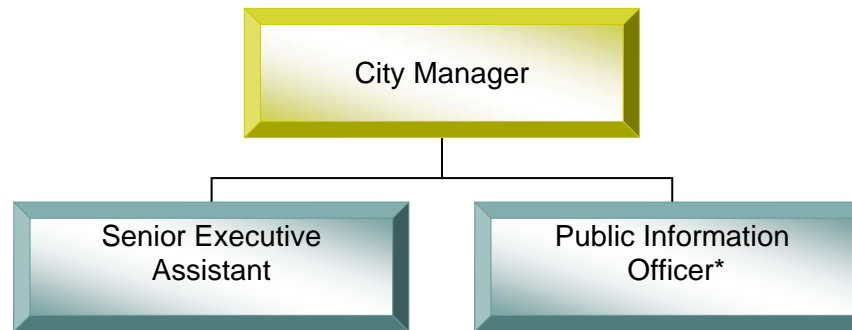 City Manager
Senior Executive
Assistant
Public Information
Officer*